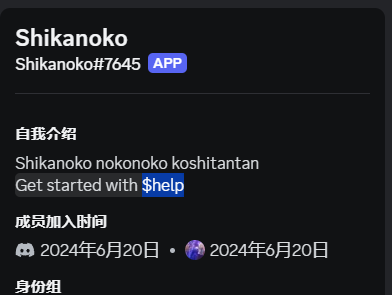 Shikanoko
Shikanoko#7645 APP
自我介绍
Shikanoko nokonoko koshitantan
Get started with $help
成员加入时间
2024年6月20日 • 2024年6月20日
身份组